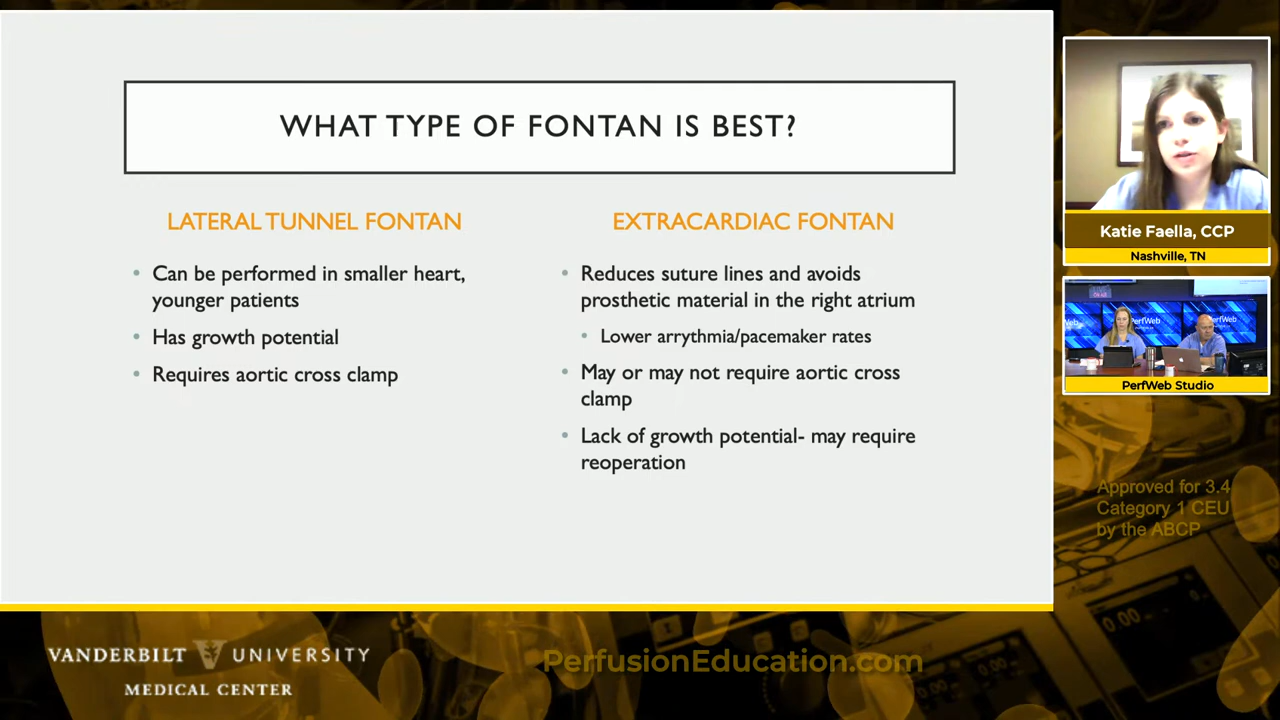 WHAT TYPE OF FONTAN IS BEST?
LATERAL TUNNEL FONTAN
• Can be performed in smaller heart,
younger patients
• Has growth potential
• Requires aortic cross clamp
EXTRACARDIAC FONTAN
• Reduces suture lines and avoids
prosthetic material in the right atrium
• Lower arrythmia/pacemaker rates
• May or may not require aortic cross
clamp
• Lack of growth potential- may require
reoperation
Katie Faella, CCP
Nashville, TN
PerfWeb
PerfWeb Studio
Approved for 3.4
Category 1 CEU
by the ABCP
VANDERBILT UNIVERSITY
MEDICAL CENTER
PerfusionEducation.com